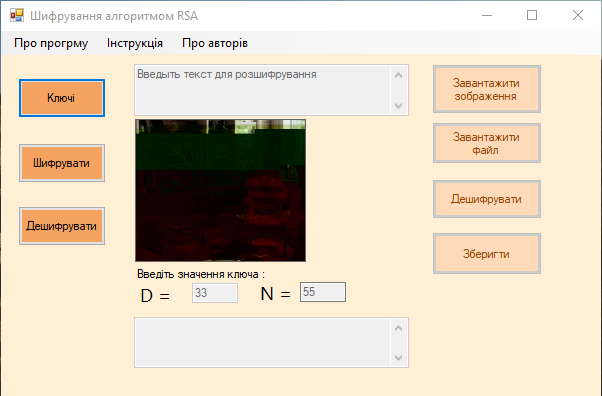 Шифрування алгоритмом RSA
Про прогрму Інструкція Про авторів
Ключі
Шифрувати
Дешифрувати
Введыть текст для розшифрування
Введіть значення ключа :
D = 33 N = 55
Завантажити
зображення
Завантажити
файл
Дешифрувати
Зберигти